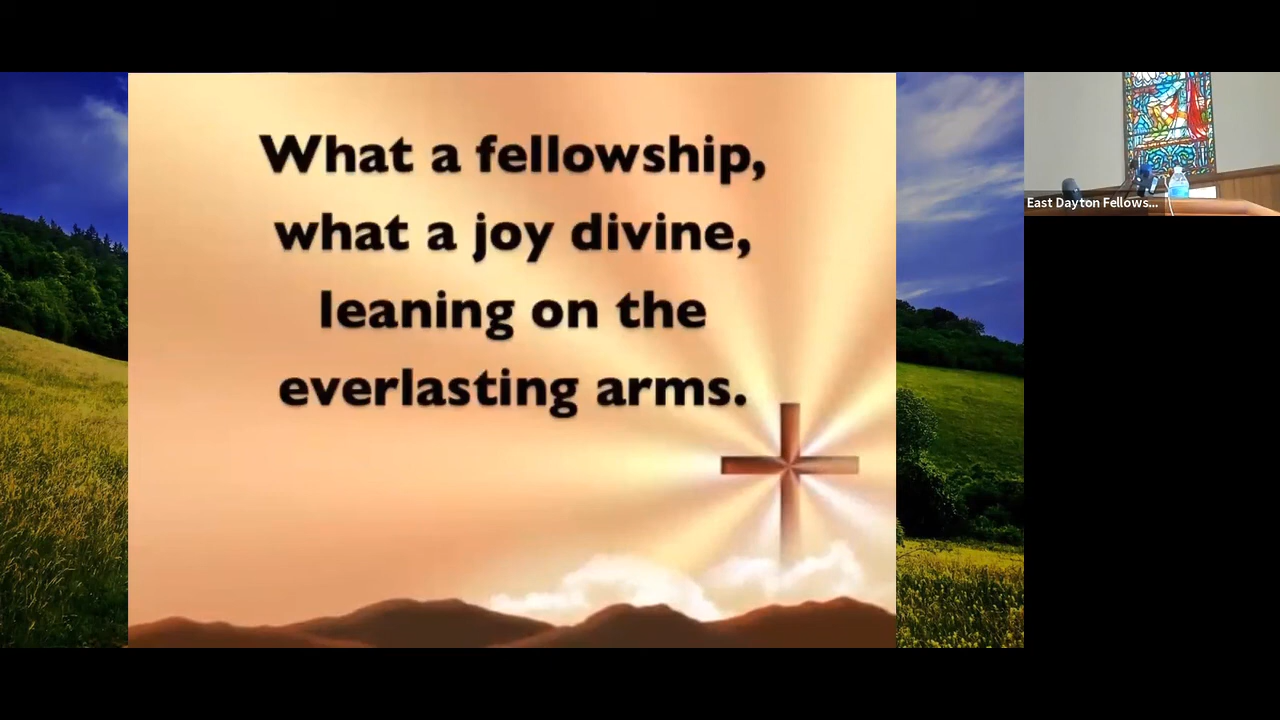 What a fellowship,
what a joy divine,
leaning on the
everlasting arms.
East Dayton Fellows...